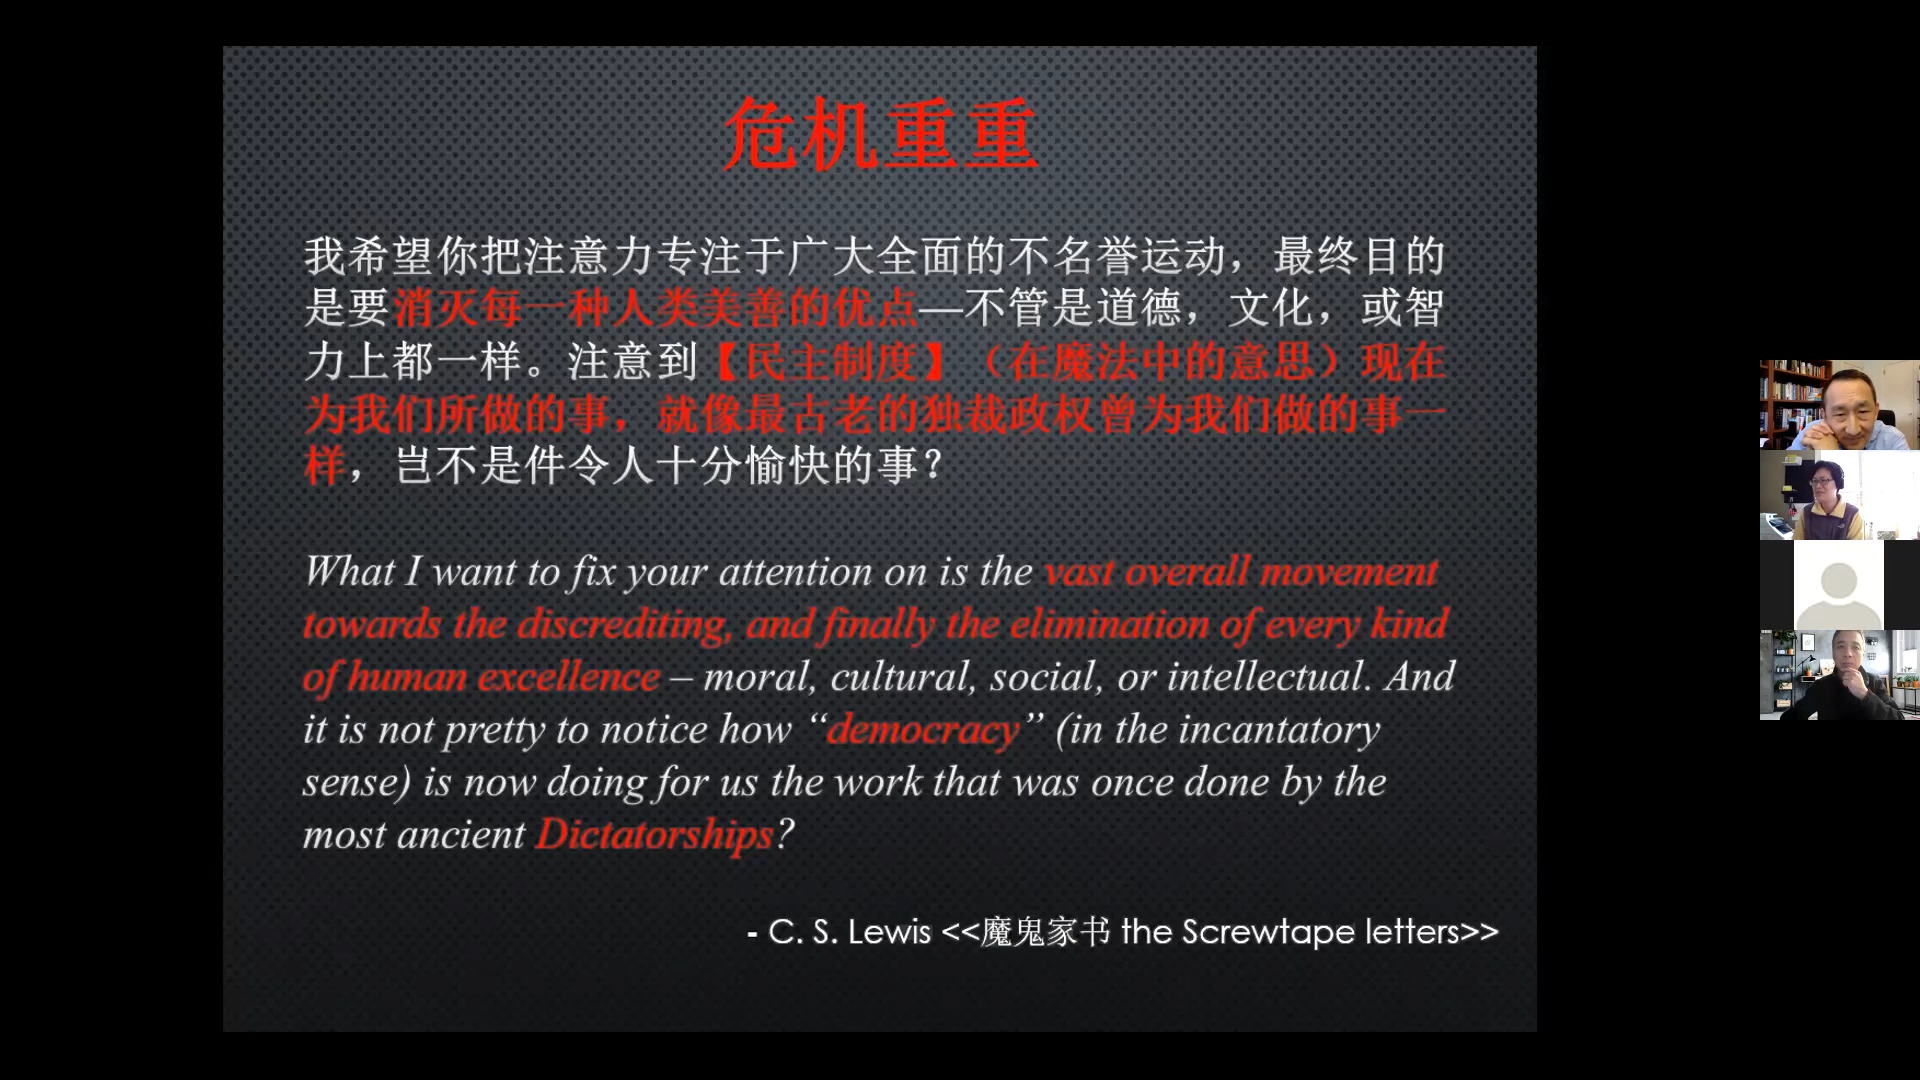 危机重重
我希望你把注意力专注于广大全面的不名誉运动，最终目的
是要消灭每一种人类美善的优点—不管是道德，文化，或智
力上都一样。注意到【民主制度】（在魔法中的意思）现在
为我们所做的事，就像最古老的独裁政权曾为我们做的事一
样，岂不是件令人十分愉快的事？
What I want to fix your attention on is the vast overall movement
towards the discrediting, and finally the elimination of every kind
of human excellence – moral, cultural, social, or intellectual. And
it is not pretty to notice how “democracy” (in the incantatory
sense) is now doing for us the work that was once done by the
most ancient Dictatorships?
- C. S. Lewis <<魔鬼家书 the Screwtape letters>>